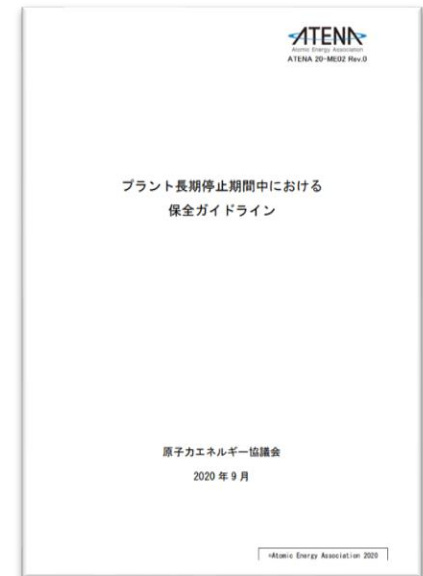 ATENA
Atomic Energy Association
ATENA 20-ME02 Rev.0
プラント長期停止期間中における
保全ガイドライン
原子力エネルギー協議会
2020 年 9 月
©Atomic Energy Association 2020